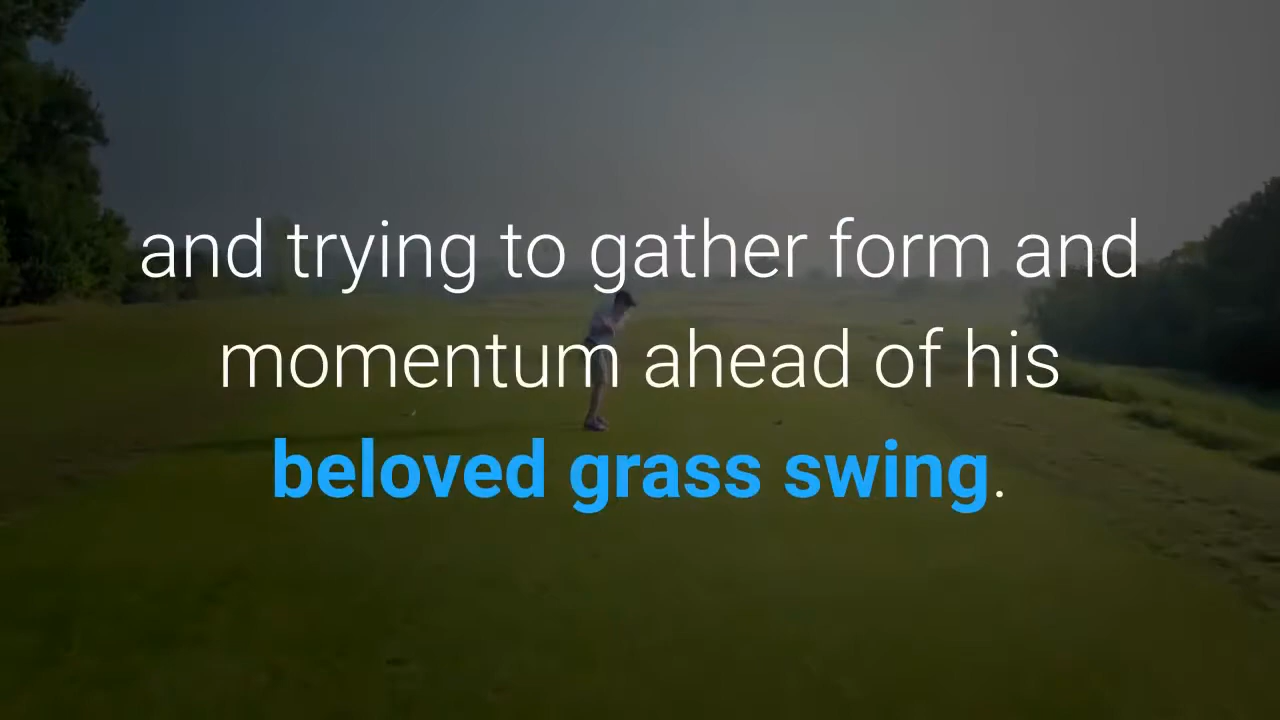 and trying to gather form and
momentum ahead of his
beloved grass swing.